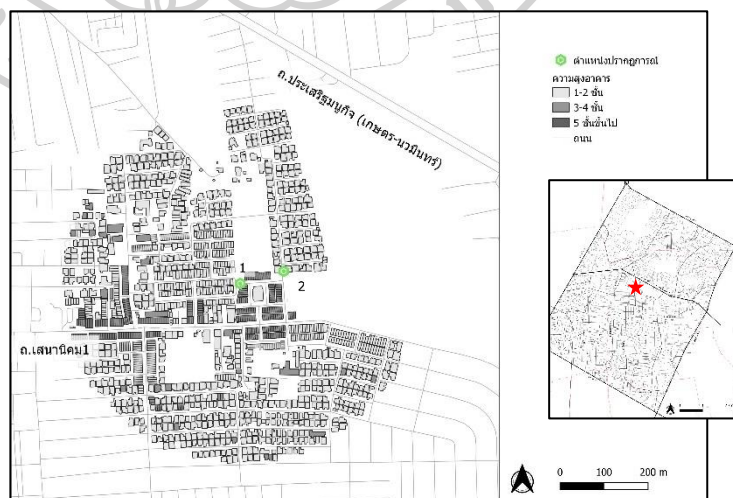 ถ.ประเสริฐมนูกิจ (เกษตร-นวมินทร์)
1
2
ถ.เสนานิคม1
ตำแหน่งปรากฏการณ์
ความสูงอาคาร
1-2 ชั้น
3-4 ชั้น
5 ชั้นขึ้นไป
ถนน
0 100 200 m